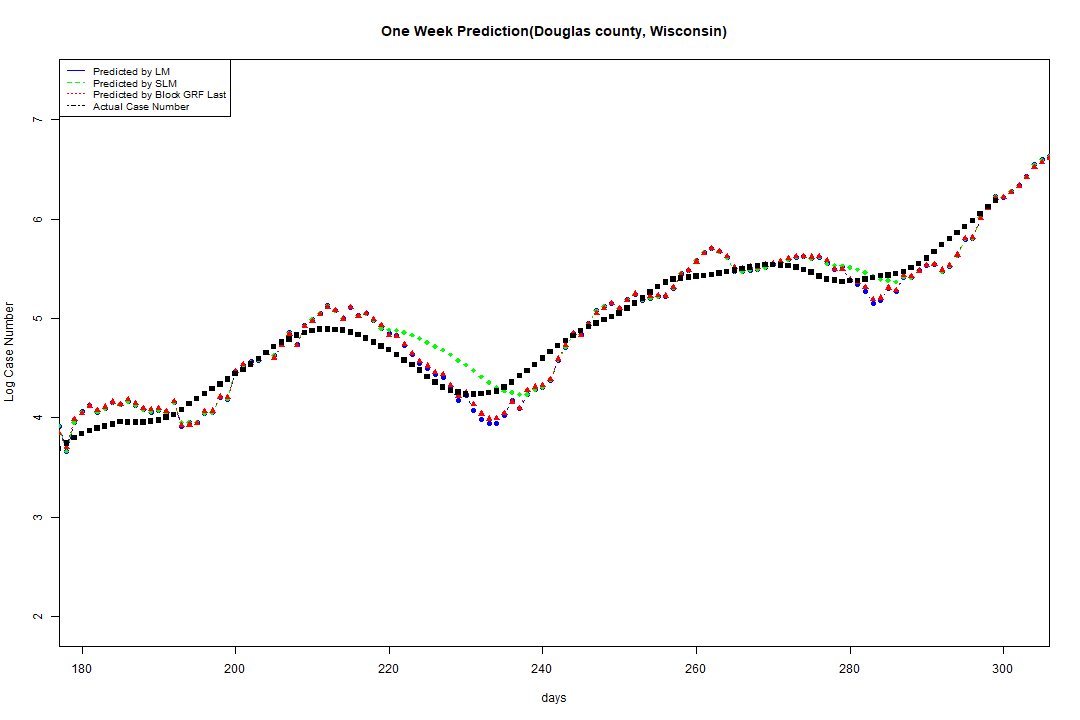 One Week Prediction(Douglas county, Wisconsin)
Predicted by LM
Predicted by SLM
Predicted by Block GRF Last
Actual Case Number
7
6
5
4
3
2
Log Case Number
180 200 220 240 260 280 300
days